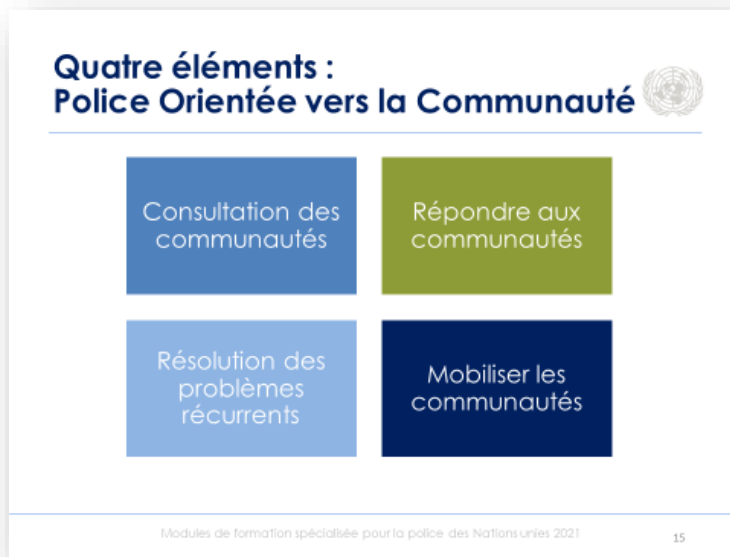 Quatre éléments :
Police Orientée vers la Communauté
Consultation des
communautés
Répondre aux
communautés
Résolution des
problèmes
récurrents
Mobiliser les
communautés
Modules de formation spécialisée pour la police des Nations unies 2021
15